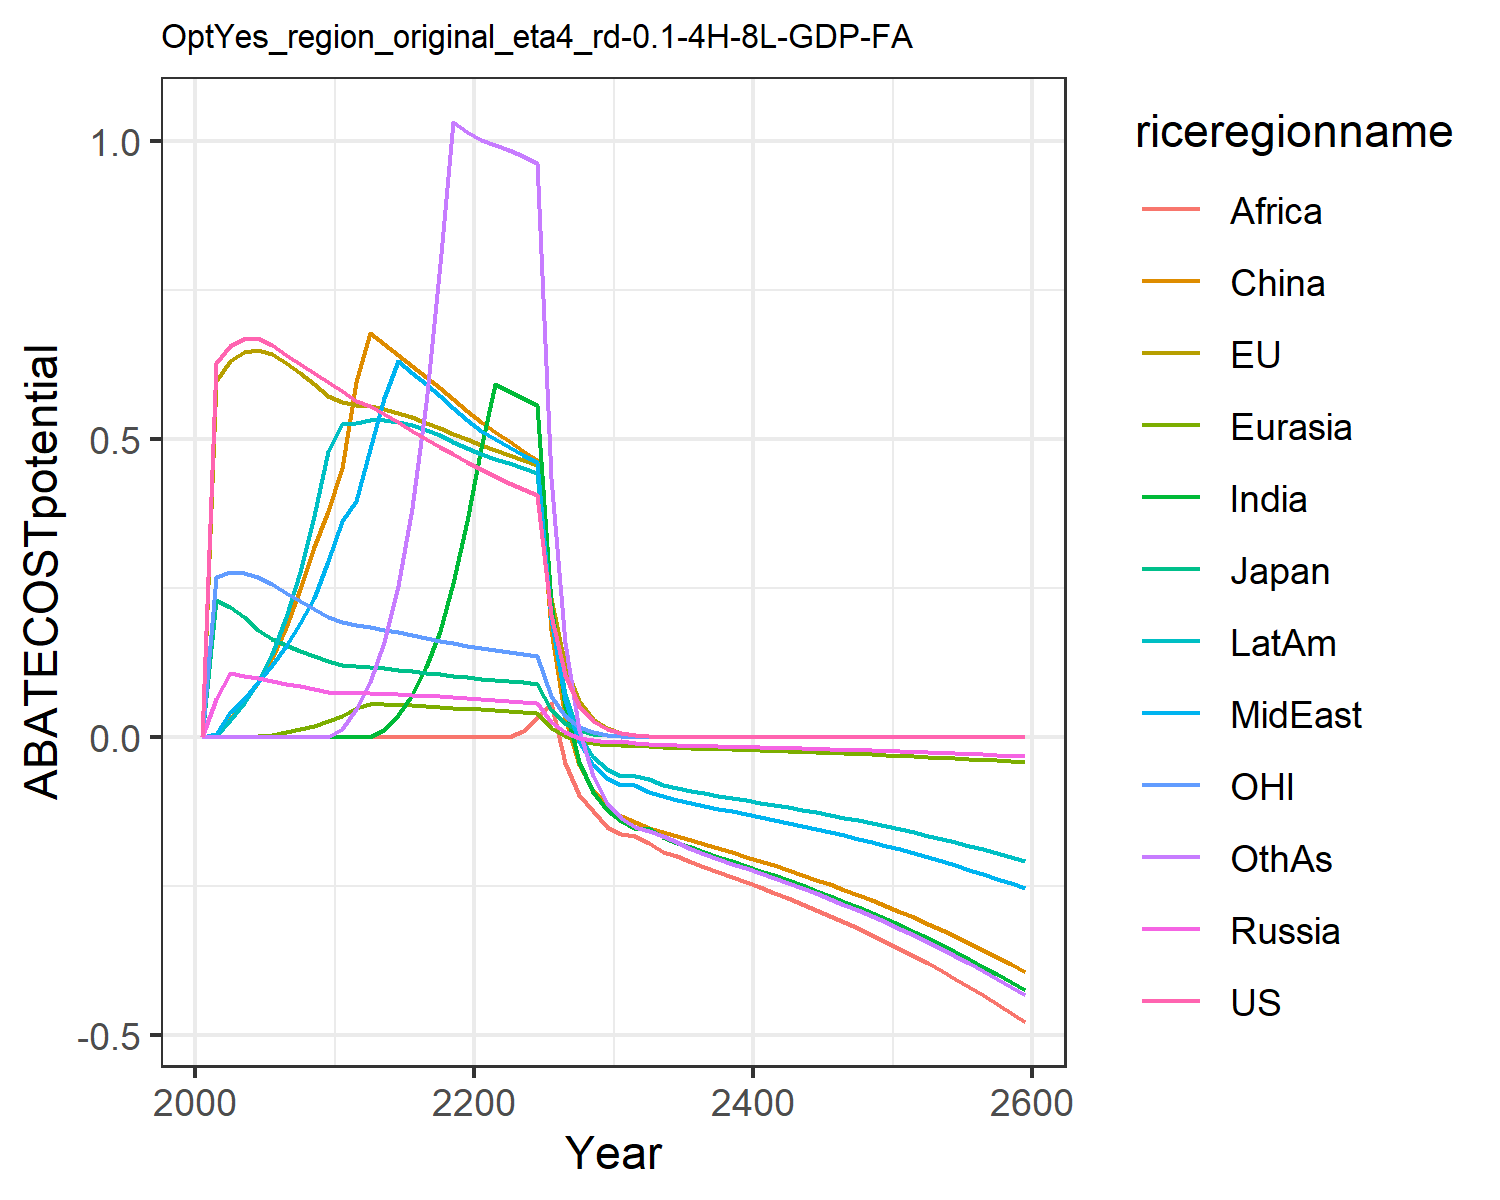 OptYes_region_original_eta4_rd-0.1-4H-8L-GDP-FA
ABATECOSTpotential
1.0
0.5
0.0
-0.5
2000 2200 2400 2600
Year
riceregionname
Africa
China
EU
Eurasia
India
Japan
LatAm
MidEast
OHI
OthAs
Russia
US